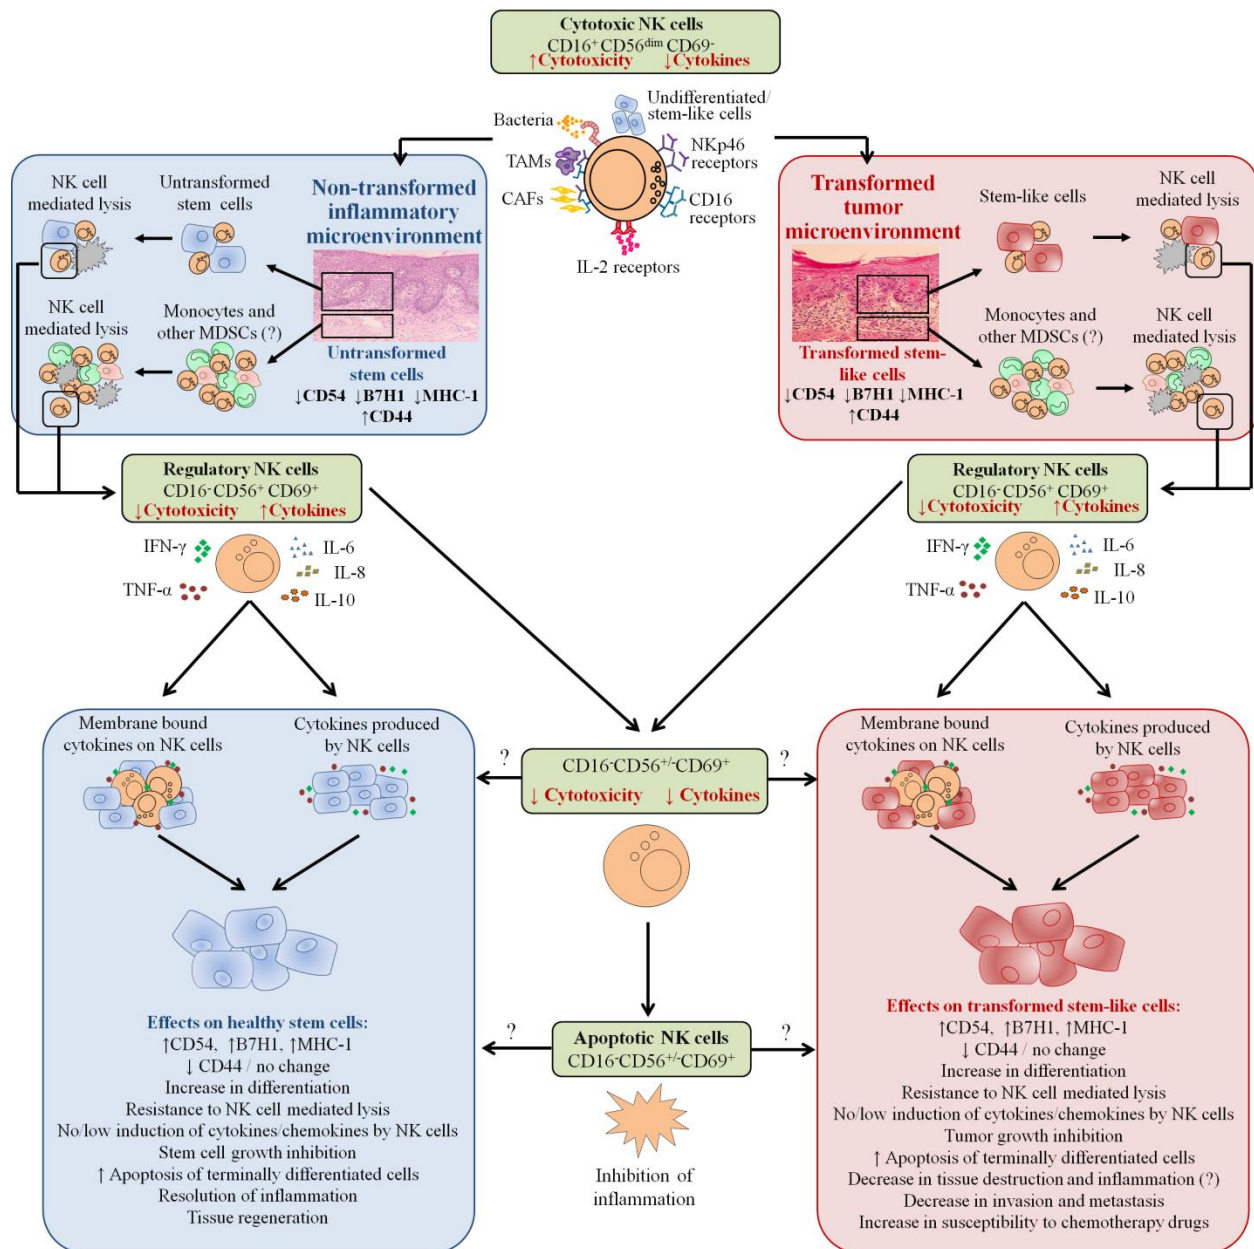 Cytotoxic NK cells
CD16⁺ CD56ᵈⁱᵐ CD69⁻
↑Cytotoxicity ↓Cytokines
Undifferentiated/
stem-like cells
Bacteria
TAMs
CAFs
NKp46
receptors
CD16
receptors
IL-2 receptors
NK cell
mediated lysis
Untransformed
stem cells
Non-transformed
inflammatory
microenvironment
NK cell
mediated lysis
Monocytes and
other MDSCs (?)
Untransformed
stem cells
↓CD54 ↓B7H1 ↓MHC-1
↑CD44
Transformed
tumor
microenvironment
Stem-like cells
NK cell
mediated lysis
Monocytes and
other MDSCs (?)
NK cell
mediated lysis
Transformed stem-
like cells
↓CD54 ↓B7H1 ↓MHC-1
↑CD44
Regulatory NK cells
CD16⁻CD56⁺ CD69⁺
↓Cytotoxicity ↑Cytokines
IFN-γ
TNF-α
IL-6
IL-8
IL-10
Regulatory NK cells
CD16⁻CD56⁺ CD69⁺
↓Cytotoxicity ↑Cytokines
IFN-γ
TNF-α
IL-6
IL-8
IL-10
Membrane bound
cytokines on NK cells
Cytokines produced
by NK cells
?
CD16⁻CD56⁺/⁻CD69⁺
↓ Cytotoxicity ↓ Cytokines
?
Membrane bound
cytokines on NK cells
Cytokines produced
by NK cells
Effects on healthy stem cells:
↑CD54, ↑B7H1, ↑MHC-1
↓ CD44 / no change
Increase in differentiation
Resistance to NK cell mediated lysis
No/low induction of cytokines/chemokines by NK cells
Stem cell growth inhibition
↑ Apoptosis of terminally differentiated cells
Resolution of inflammation
Tissue regeneration
?
Apoptotic NK cells
CD16⁻CD56⁺/⁻CD69⁺
?
Inhibition of
inflammation
Effects on transformed stem-like cells:
↑CD54, ↑B7H1, ↑MHC-1
↓ CD44 / no change
Increase in differentiation
Resistance to NK cell mediated lysis
No/low induction of cytokines/chemokines by NK cells
Tumor growth inhibition
↑ Apoptosis of terminally differentiated cells
Decrease in tissue destruction and inflammation (?)
Decrease in invasion and metastasis
Increase in susceptibility to chemotherapy drugs